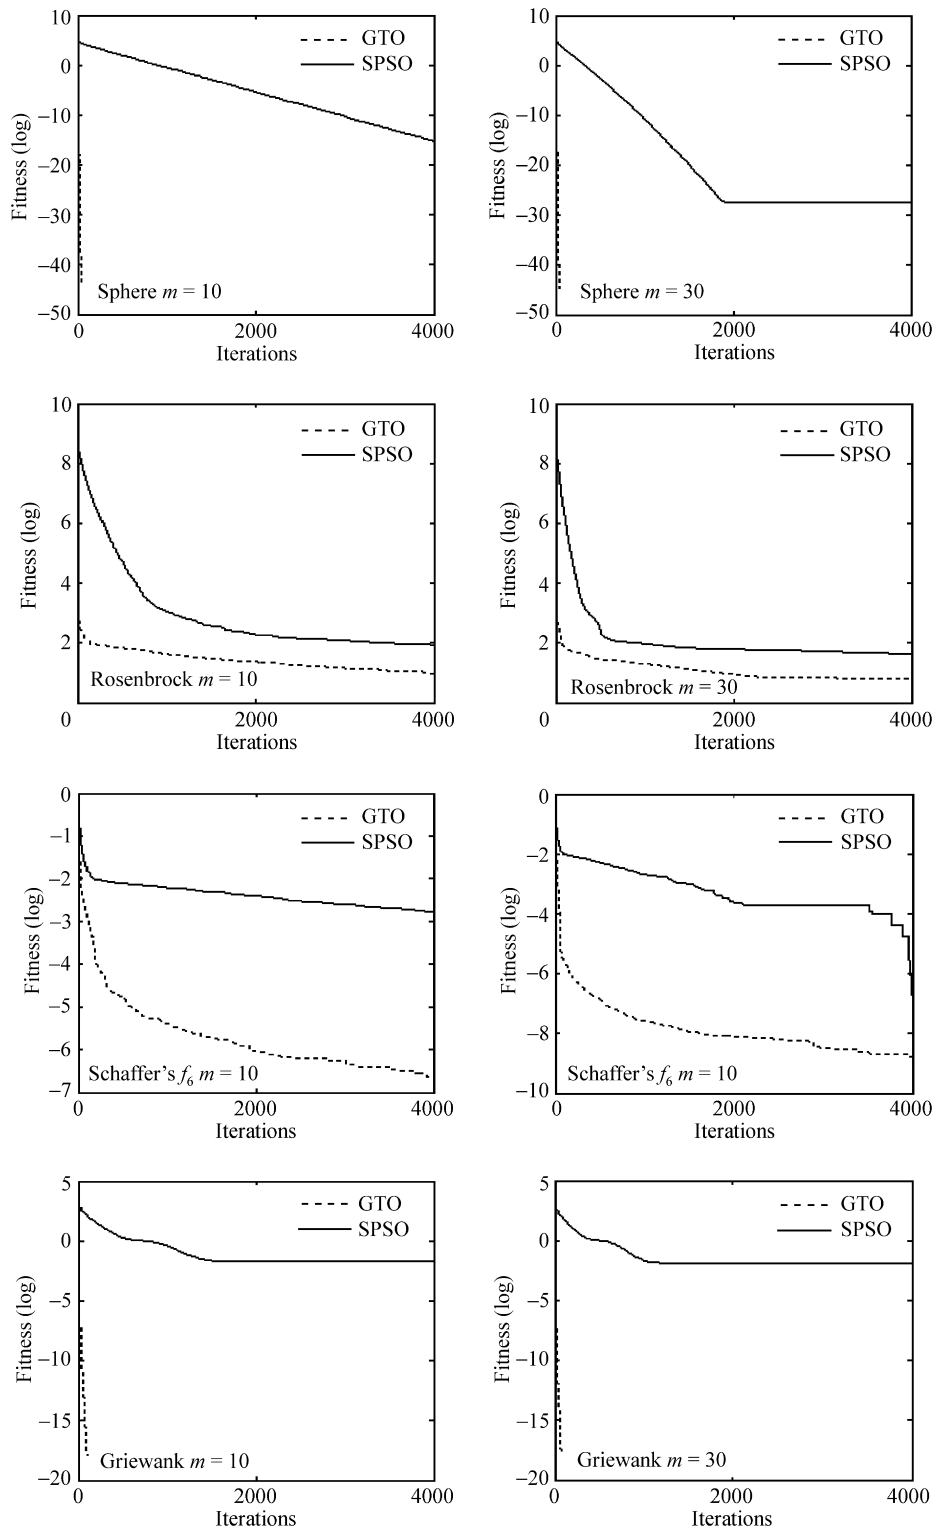 10
0
−10
−20
−30
−40
−50
Fitness (log)
GTO
SPSO
Sphere m = 10
0
2000
4000
Iterations
10
0
−10
−20
−30
−40
−50
Fitness (log)
GTO
SPSO
Sphere m = 30
0
2000
4000
Iterations
10
8
6
4
2
Fitness (log)
GTO
SPSO
Rosenbrock m = 10
0
2000
4000
Iterations
10
8
6
4
2
Fitness (log)
GTO
SPSO
Rosenbrock m = 30
0
2000
4000
Iterations
0
−1
−2
−3
−4
−5
−6
−7
Fitness (log)
GTO
SPSO
Schaffer's f6 m = 10
0
2000
4000
Iterations
0
−2
−4
−6
−8
−10
Fitness (log)
GTO
SPSO
Schaffer's f6 m = 10
0
2000
4000
Iterations
5
0
−5
−10
−15
−20
Fitness (log)
GTO
SPSO
Griewank m = 10
0
2000
4000
Iterations
5
0
−5
−10
−15
−20
Fitness (log)
GTO
SPSO
Griewank m = 30
0
2000
4000
Iterations